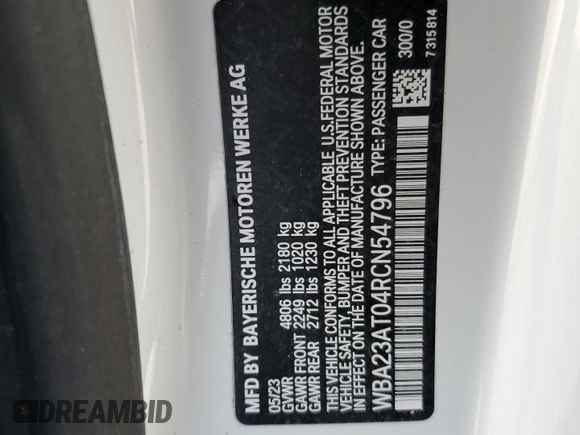 MFD BY BAYERISCHE MOTOREN WERKE AG
05/23
GVWR 4806 lbs 2180 kg
GAWR FRONT 2249 lbs 1020 kg
GAWR REAR 2712 lbs 1230 kg
THIS VEHICLE CONFORMS TO ALL APPLICABLE U.S. FEDERAL MOTOR
VEHICLE SAFETY, BUMPER AND THEFT PREVENTION STANDARDS
IN EFFECT ON THE DATE OF MANUFACTURE SHOWN ABOVE.
WBA23AT04RCN54796 TYPE: PASSENGER CAR
300/0
7315814
DREAMBID